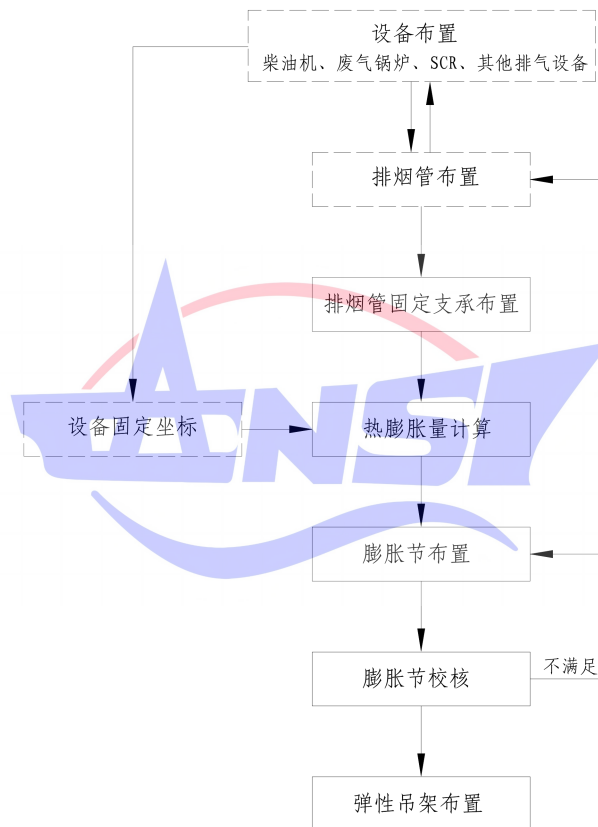 设备布置
柴油机、废气锅炉、SCR、其他排气设备
排烟管布置
排烟管固定支承布置
设备固定坐标
热膨胀量计算
膨胀节布置
膨胀节校核
不满足
弹性吊架布置